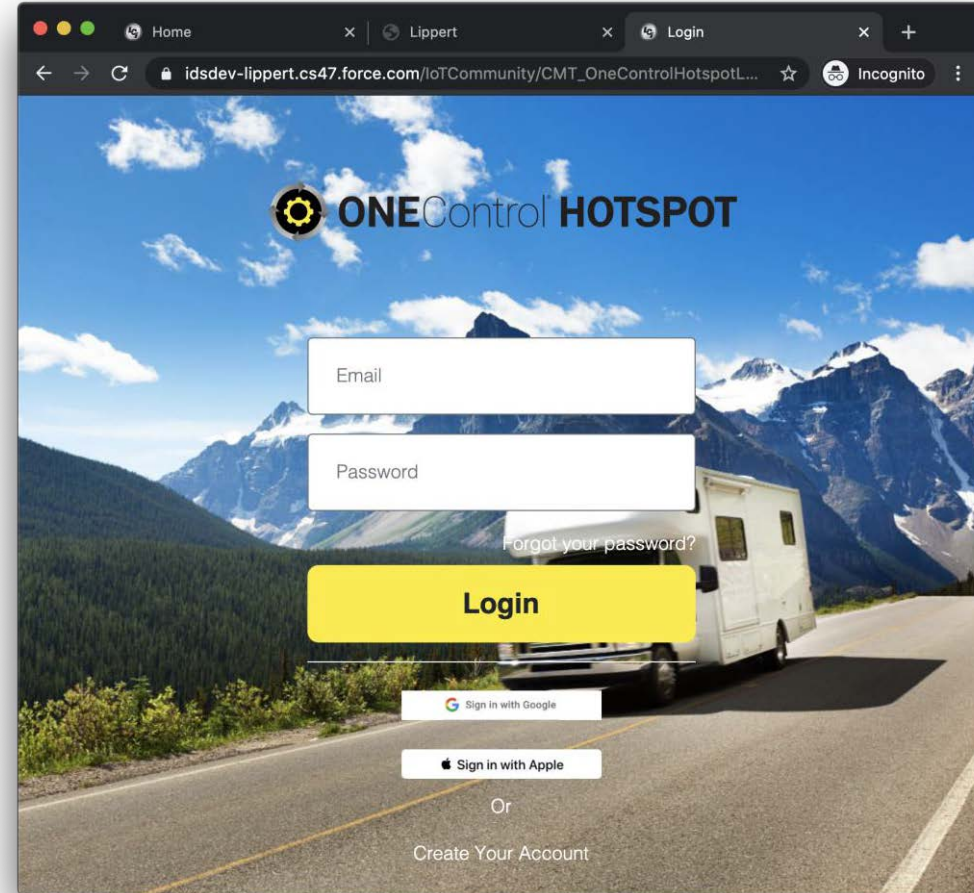 Home
Lippert
Login
idsdev-lippert.cs47.force.com/IoTCommunity/CMT_OneControlHotspotL...
Incognito
ONEControl HOTSPOT
Email
Password
Forgot your password?
Login
Sign in with Google
Sign in with Apple
Or
Create Your Account